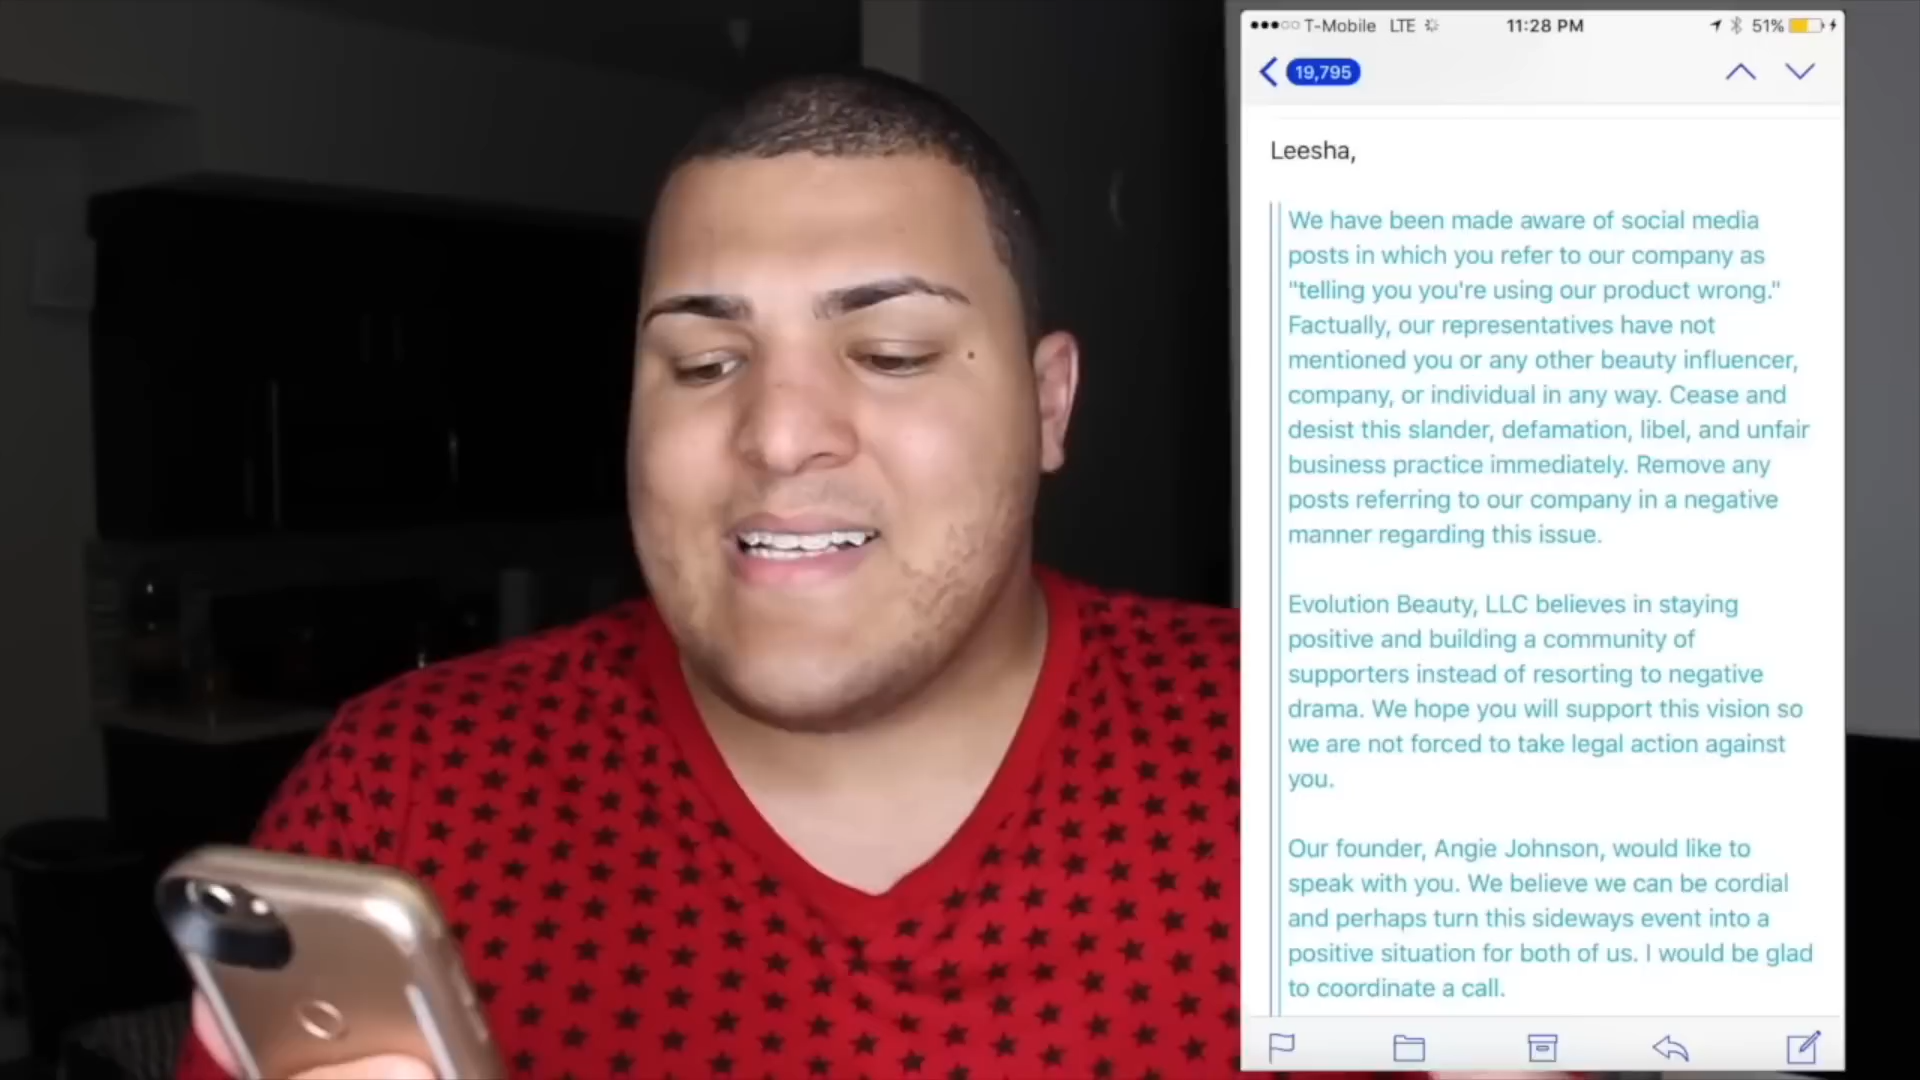 T-Mobile LTE 11:28 PM 51%
19,795
Leesha,
We have been made aware of social media
posts in which you refer to our company as
"telling you you're using our product wrong."
Factually, our representatives have not
mentioned you or any other beauty influencer,
company, or individual in any way. Cease and
desist this slander, defamation, libel, and unfair
business practice immediately. Remove any
posts referring to our company in a negative
manner regarding this issue.
Evolution Beauty, LLC believes in staying
positive and building a community of
supporters instead of resorting to negative
drama. We hope you will support this vision so
we are not forced to take legal action against
you.
Our founder, Angie Johnson, would like to
speak with you. We believe we can be cordial
and perhaps turn this sideways event into a
positive situation for both of us. I would be glad
to coordinate a call.